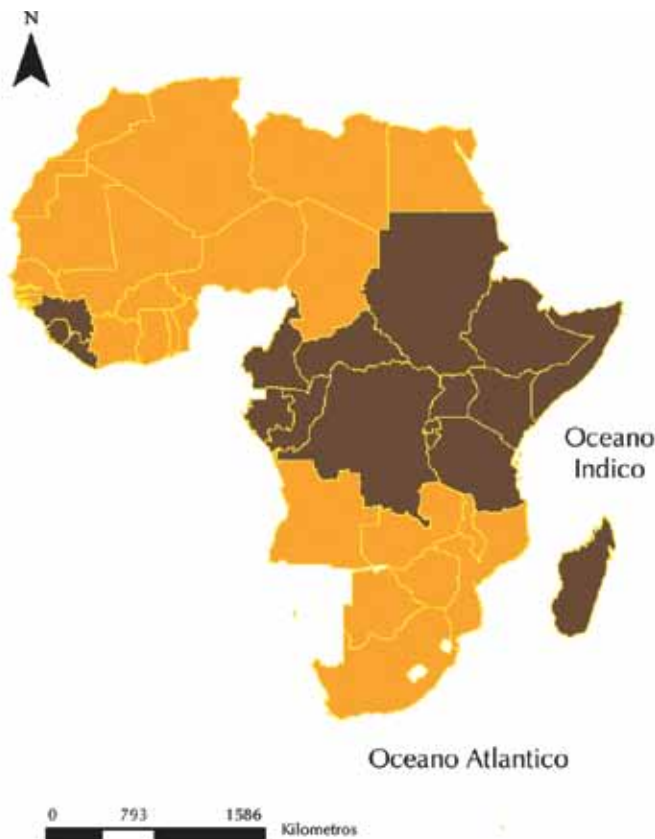 N
Oceano
Indico
Oceano Atlantico
0 793 1586
Kilometros